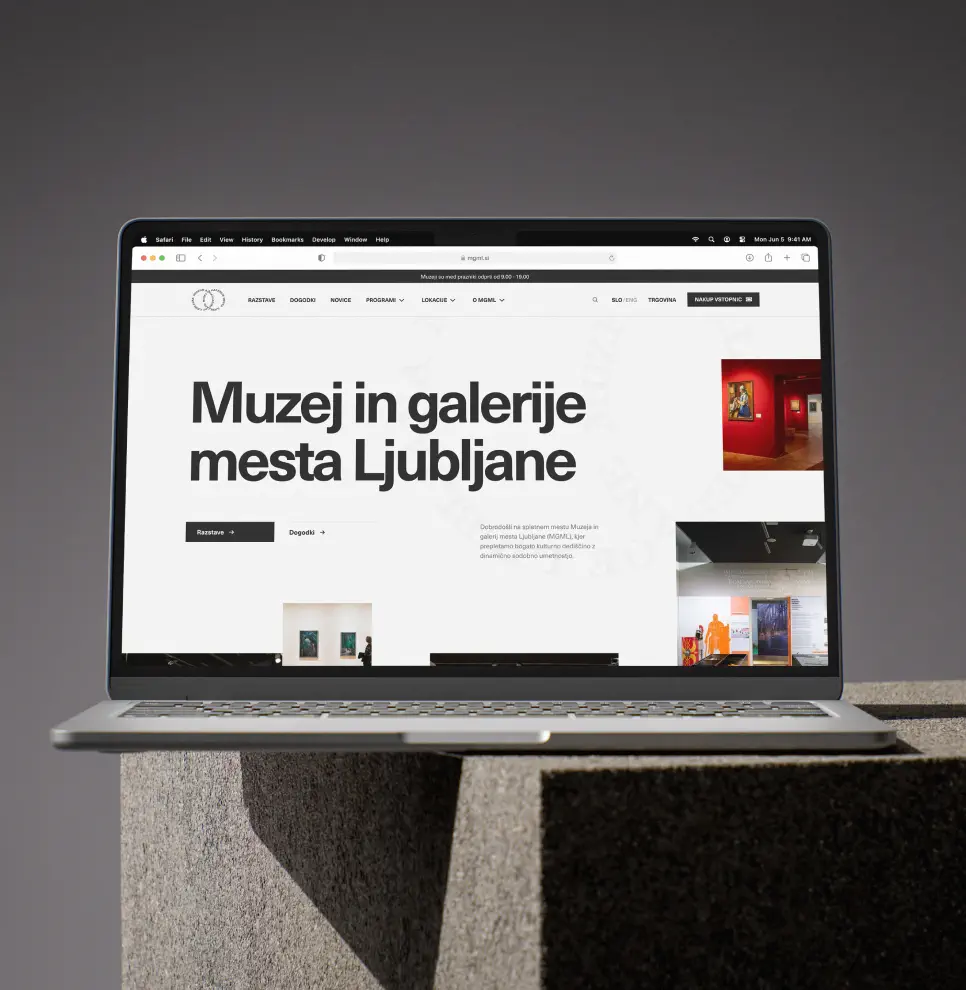 Safari File Edit View History Bookmarks Develop Window Help Mon Jun 5 9:41 AM
mgml.si
Muzeji so med prazniki odprti od 9.00 - 19.00
RAZSTAVE DOGODKI NOVICE PROGRAMI LOKACIJE O MGML SLO / ENG TRGOVINA NAKUP VSTOPNIC
Muzej in galerije
mesta Ljubljane
Razstave → Dogodki →
Dobrodošli na spletnem mestu Muzeja in
galerij mesta Ljubljane (MGML), kjer
prepletamo bogato kulturno dediščino z
dinamično sodobno umetnostjo.